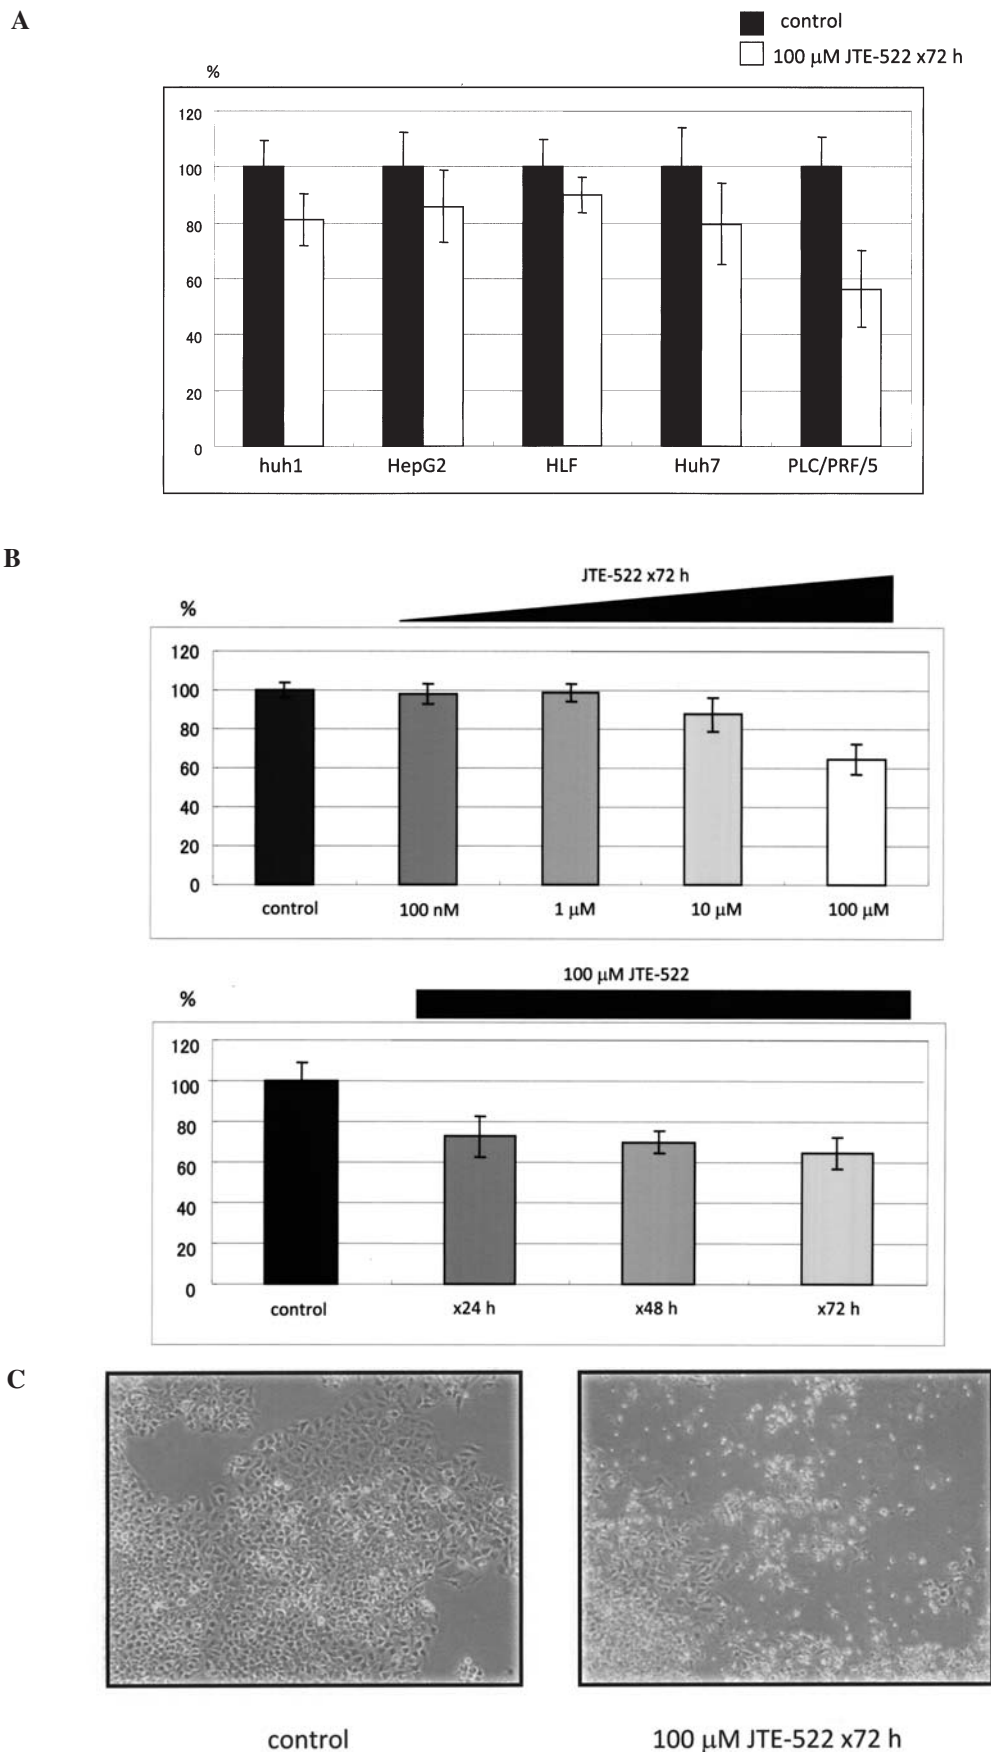 A
control
100 μM JTE-522 x72 h
%
120
100
80
60
40
20
0
huh1 HepG2 HLF Huh7 PLC/PRF/5
B
JTE-522 x72 h
%
120
100
80
60
40
20
0
control 100 nM 1 μM 10 μM 100 μM
100 μM JTE-522
%
120
100
80
60
40
20
0
control x24 h x48 h x72 h
C
control 100 μM JTE-522 x72 h